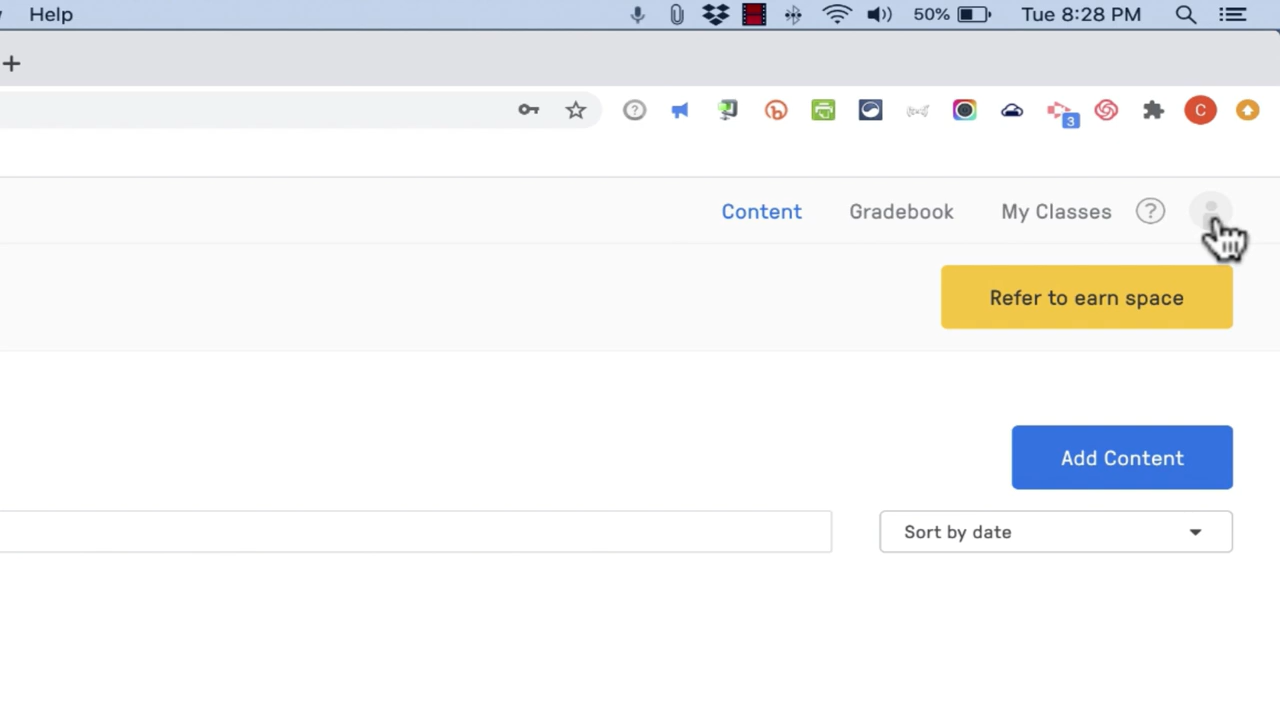 Help 50% Tue 8:28 PM
+
3 C
Content Gradebook My Classes ?
Refer to earn space
Add Content
Sort by date